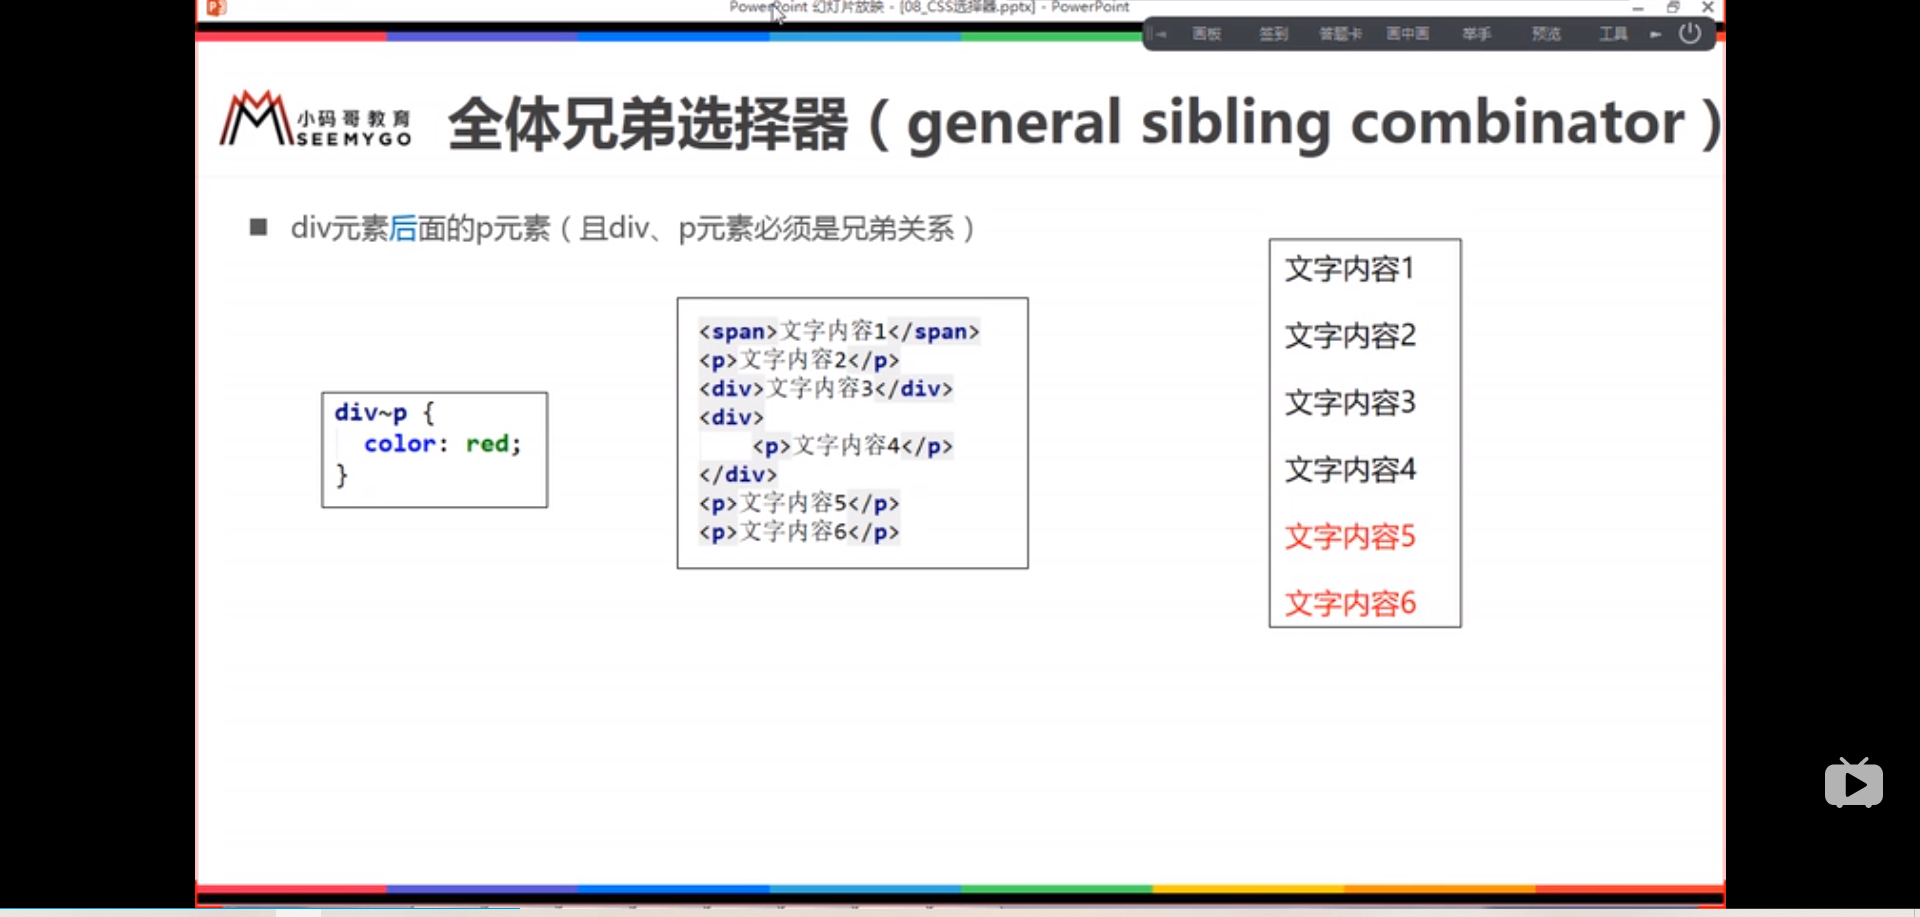 PowerPoint 幻灯片放映 - [08_CSS选择器.pptx] - PowerPoint
画板 签到 答题卡 画中画 举手 预览 工具
小码哥教育
SEEMYGO
全体兄弟选择器（general sibling combinator）
div元素后面的p元素（且div、p元素必须是兄弟关系）
div~p {
color: red;
}
<span>文字内容1</span>
<p>文字内容2</p>
<div>文字内容3</div>
<div>
<p>文字内容4</p>
</div>
<p>文字内容5</p>
<p>文字内容6</p>
文字内容1
文字内容2
文字内容3
文字内容4
文字内容5
文字内容6